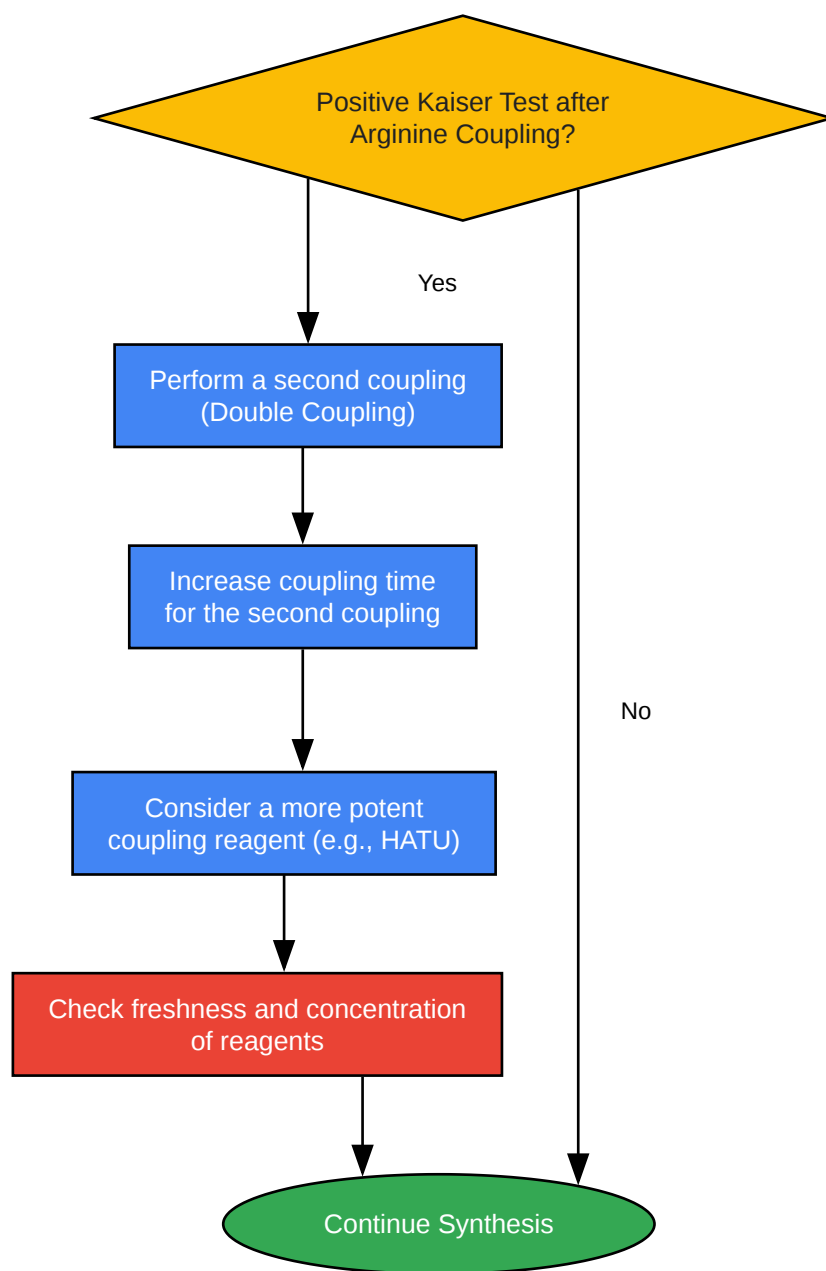 Positive Kaiser Test after
Arginine Coupling?
Yes
Perform a second coupling
(Double Coupling)
Increase coupling time
for the second coupling
No
Consider a more potent
coupling reagent (e.g., HATU)
Check freshness and concentration
of reagents
Continue Synthesis